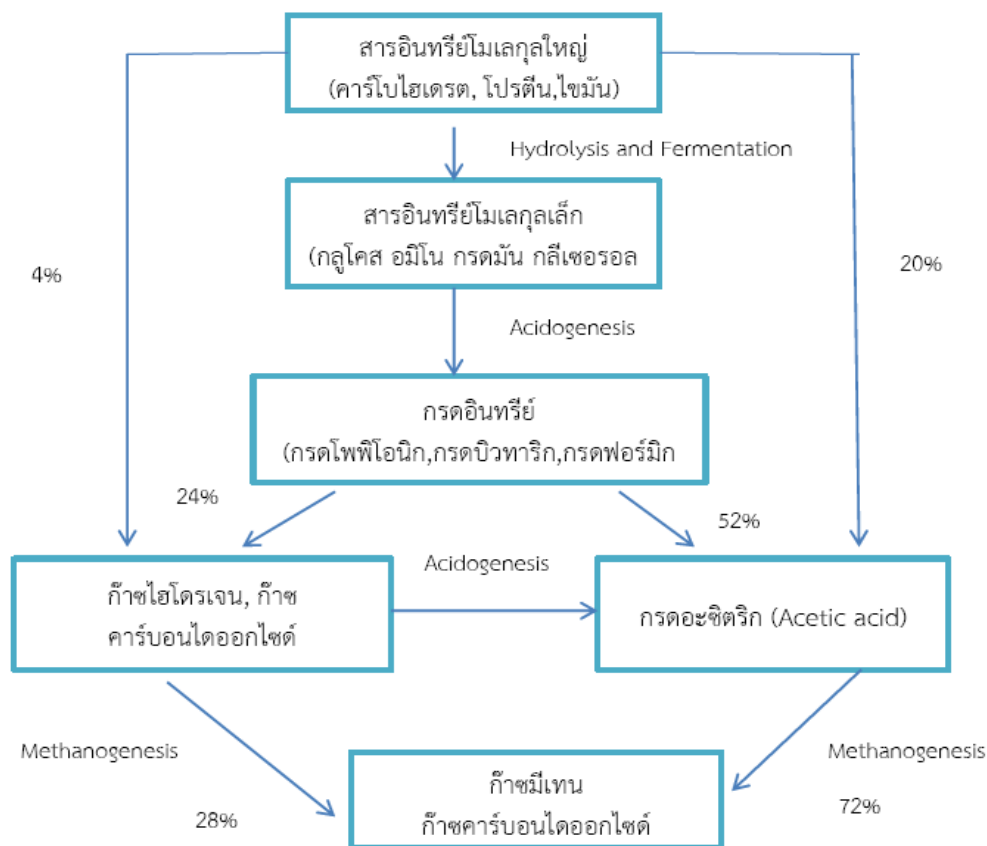 สารอินทรีย์โมเลกุลใหญ่
(คาร์โบไฮเดรต, โปรตีน,ไขมัน)
Hydrolysis and Fermentation
สารอินทรีย์โมเลกุลเล็ก
(กลูโคส อมิโน กรดมัน กลีเซอรอล
4%
20%
Acidogenesis
กรดอินทรีย์
(กรดโพพิโอนิก,กรดบิวทาริก,กรดฟอร์มิก
24%
52%
Acidogenesis
ก๊าซไฮโดรเจน, ก๊าซ
คาร์บอนไดออกไซด์
กรดอะซิตริก (Acetic acid)
Methanogenesis
Methanogenesis
ก๊าซมีเทน
ก๊าซคาร์บอนไดออกไซด์
28%
72%